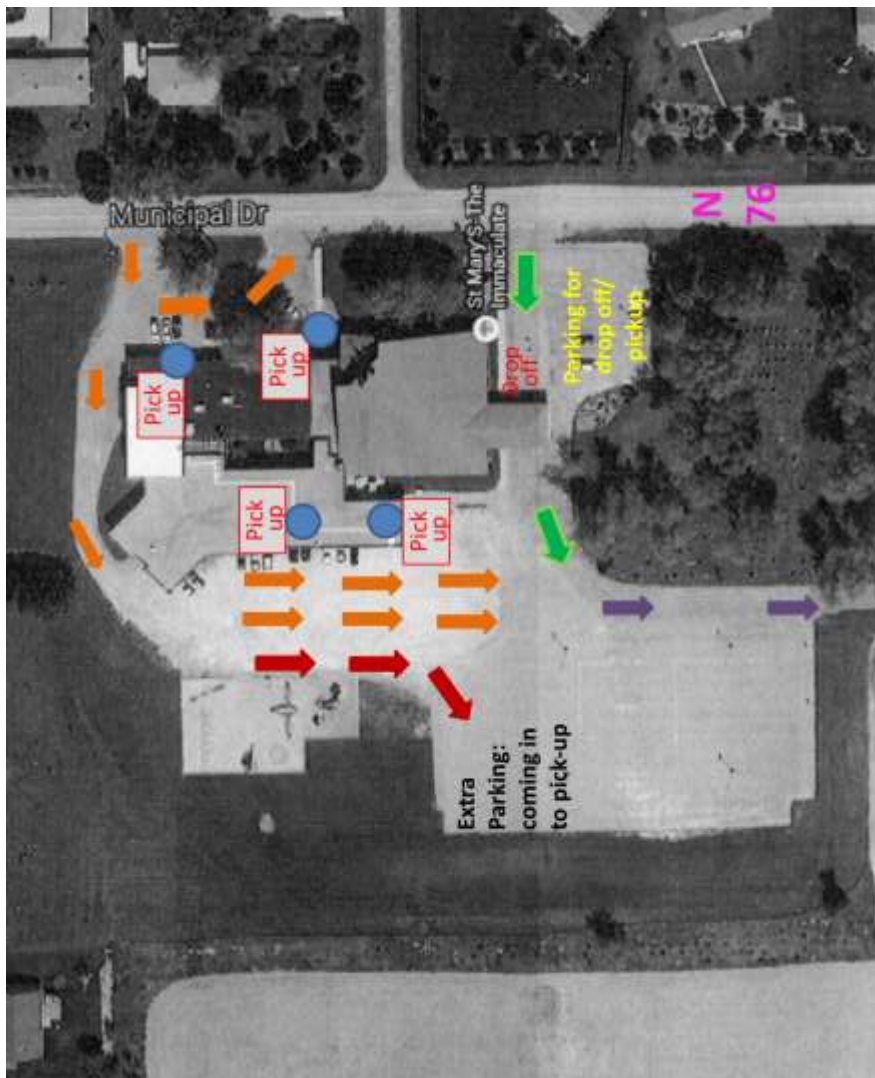 Municipal Dr
St Mary'S-The
Immaculate
N
76
Pick
up
Pick
up
Drop
off
Parking for
drop off/
pickup
Pick
up
Pick
up
Extra
Parking:
coming in
to pick-up